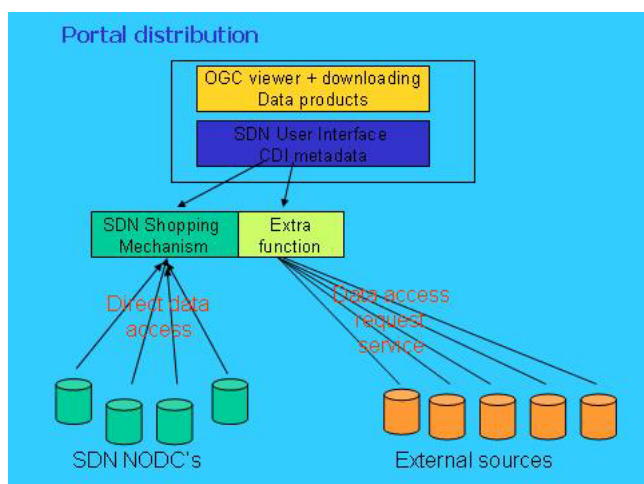 Portal distribution
OGC viewer + downloading
Data products
SDN User Interface
CDI metadata
SDN Shopping
Mechanism
Extra
function
Direct data
access
Data access
request
service
SDN NODC's
External sources